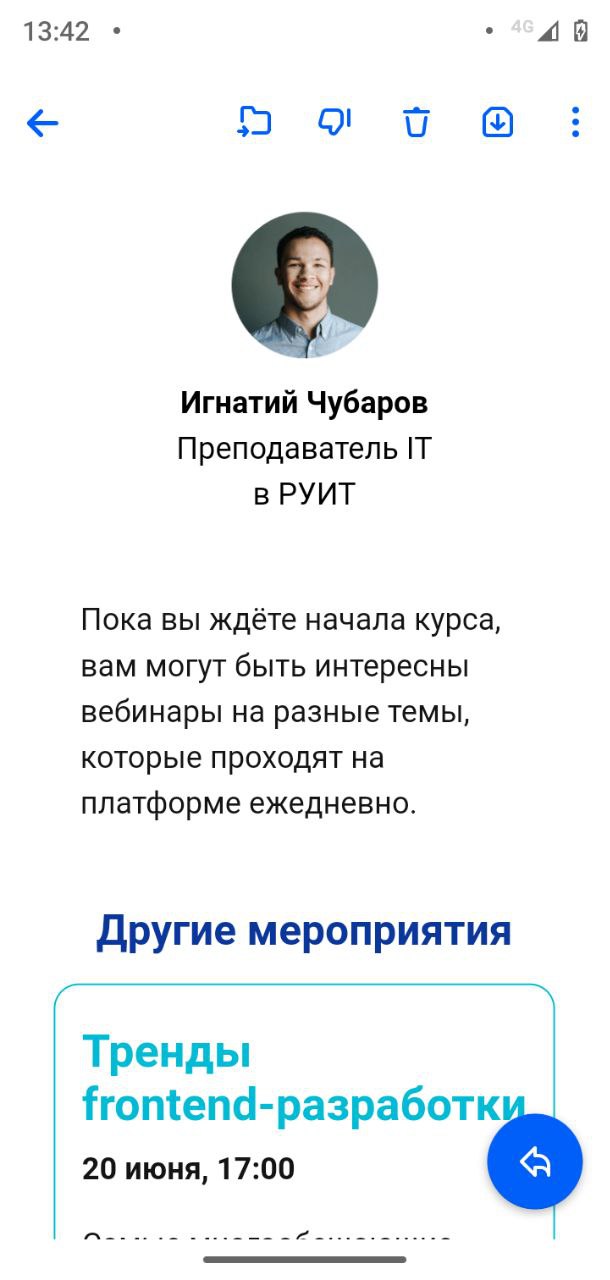 13:42
4G
Игнатий Чубаров
Преподаватель IT
в РУИТ
Пока вы ждёте начала курса,
вам могут быть интересны
вебинары на разные темы,
которые проходят на
платформе ежедневно.
Другие мероприятия
Тренды
frontend-разработки
20 июня, 17:00